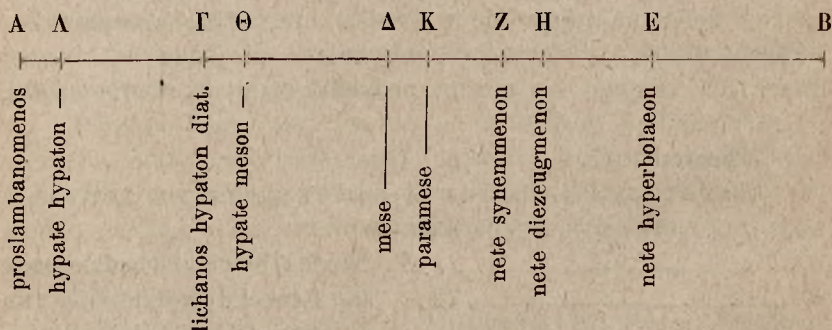 Α Λ Γ Θ Δ Κ Ζ Η Ε Β
proslambanomenos
hypate hypaton
lichanos hypaton diat.
hypate meson
mese
paramese
nete synemmenon
nete diezeugmenon
nete hyperbolaeon